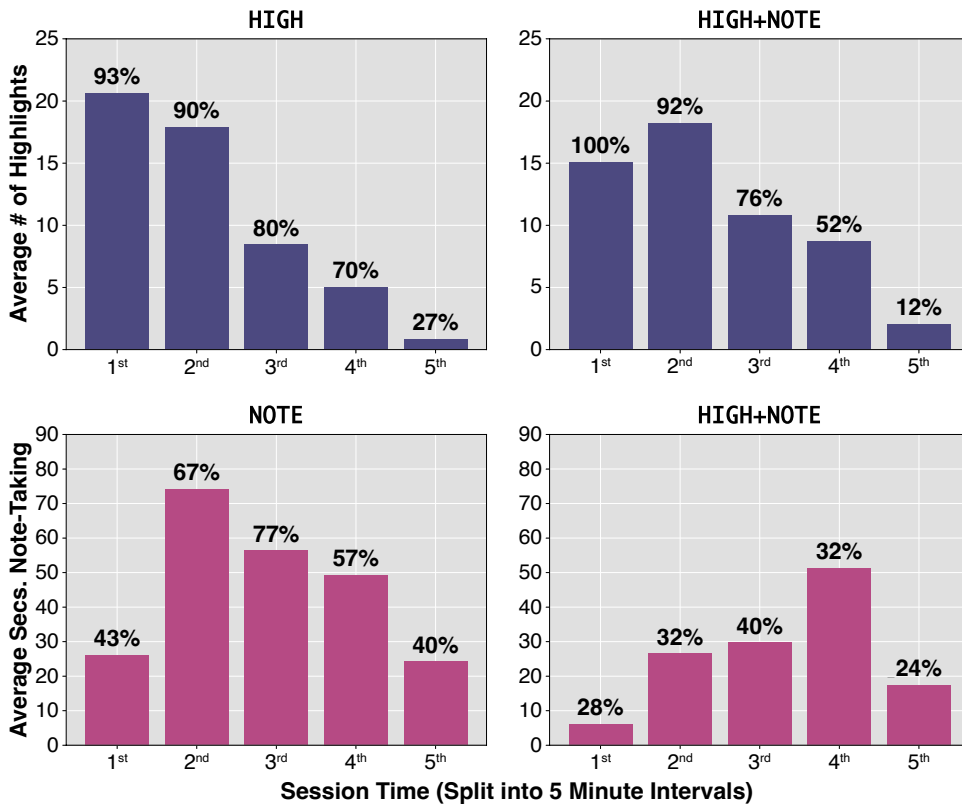 HIGH
HIGH+NOTE
Average # of Highlights
25
20
15
10
5
0
93%
90%
80%
70%
27%
1st
2nd
3rd
4th
5th
25
20
15
10
5
0
100%
92%
76%
52%
12%
1st
2nd
3rd
4th
5th
NOTE
HIGH+NOTE
Average Secs. Note-Taking
90
80
70
60
50
40
30
20
10
0
43%
67%
77%
57%
40%
1st
2nd
3rd
4th
5th
90
80
70
60
50
40
30
20
10
0
28%
32%
40%
32%
24%
1st
2nd
3rd
4th
5th
Session Time (Split into 5 Minute Intervals)